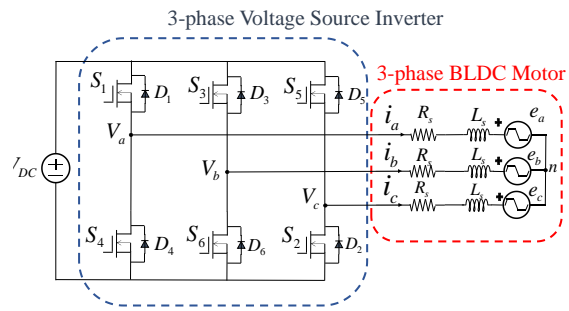 3-phase Voltage Source Inverter
3-phase BLDC Motor
S1 D1 S3 D3 S5 D5
ia Rs Ls + ea
Va
ib Rs Ls + eb n
VDC
Vb
ic Rs Ls + ec
Vc
S4 D4 S6 D6 S2 D2